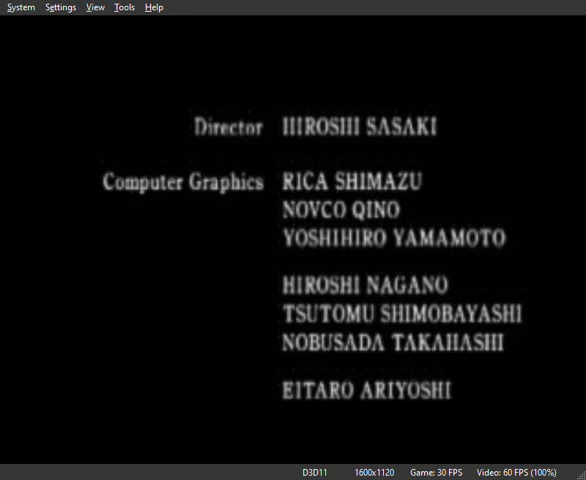 System Settings View Tools Help
Director HIROSHI SASAKI
Computer Graphics RICA SHIMAZU
NOVCO QINO
YOSHIHIRO YAMAMOTO
HIROSHI NAGANO
TSUTOMU SHIMOBAYASHI
NOBUSADA TAKAHASHI
EITARO ARIYOSHI
D3D11 1600x1120 Game: 30 FPS Video: 60 FPS (100%)